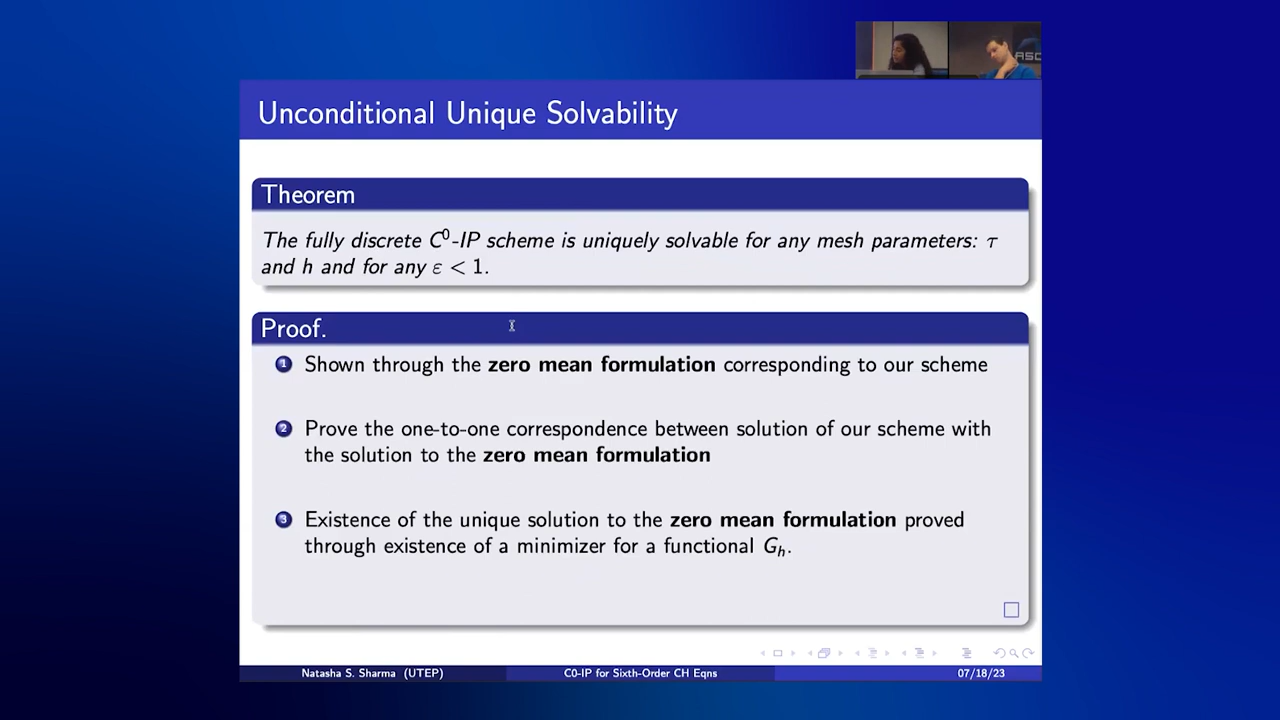 ASC
Unconditional Unique Solvability
Theorem
The fully discrete C⁰-IP scheme is uniquely solvable for any mesh parameters: τ
and h and for any ε < 1.
Proof.
1 Shown through the zero mean formulation corresponding to our scheme
2 Prove the one-to-one correspondence between solution of our scheme with
the solution to the zero mean formulation
3 Existence of the unique solution to the zero mean formulation proved
through existence of a minimizer for a functional Gₕ.
Natasha S. Sharma (UTEP) C0-IP for Sixth-Order CH Eqns 07/18/23